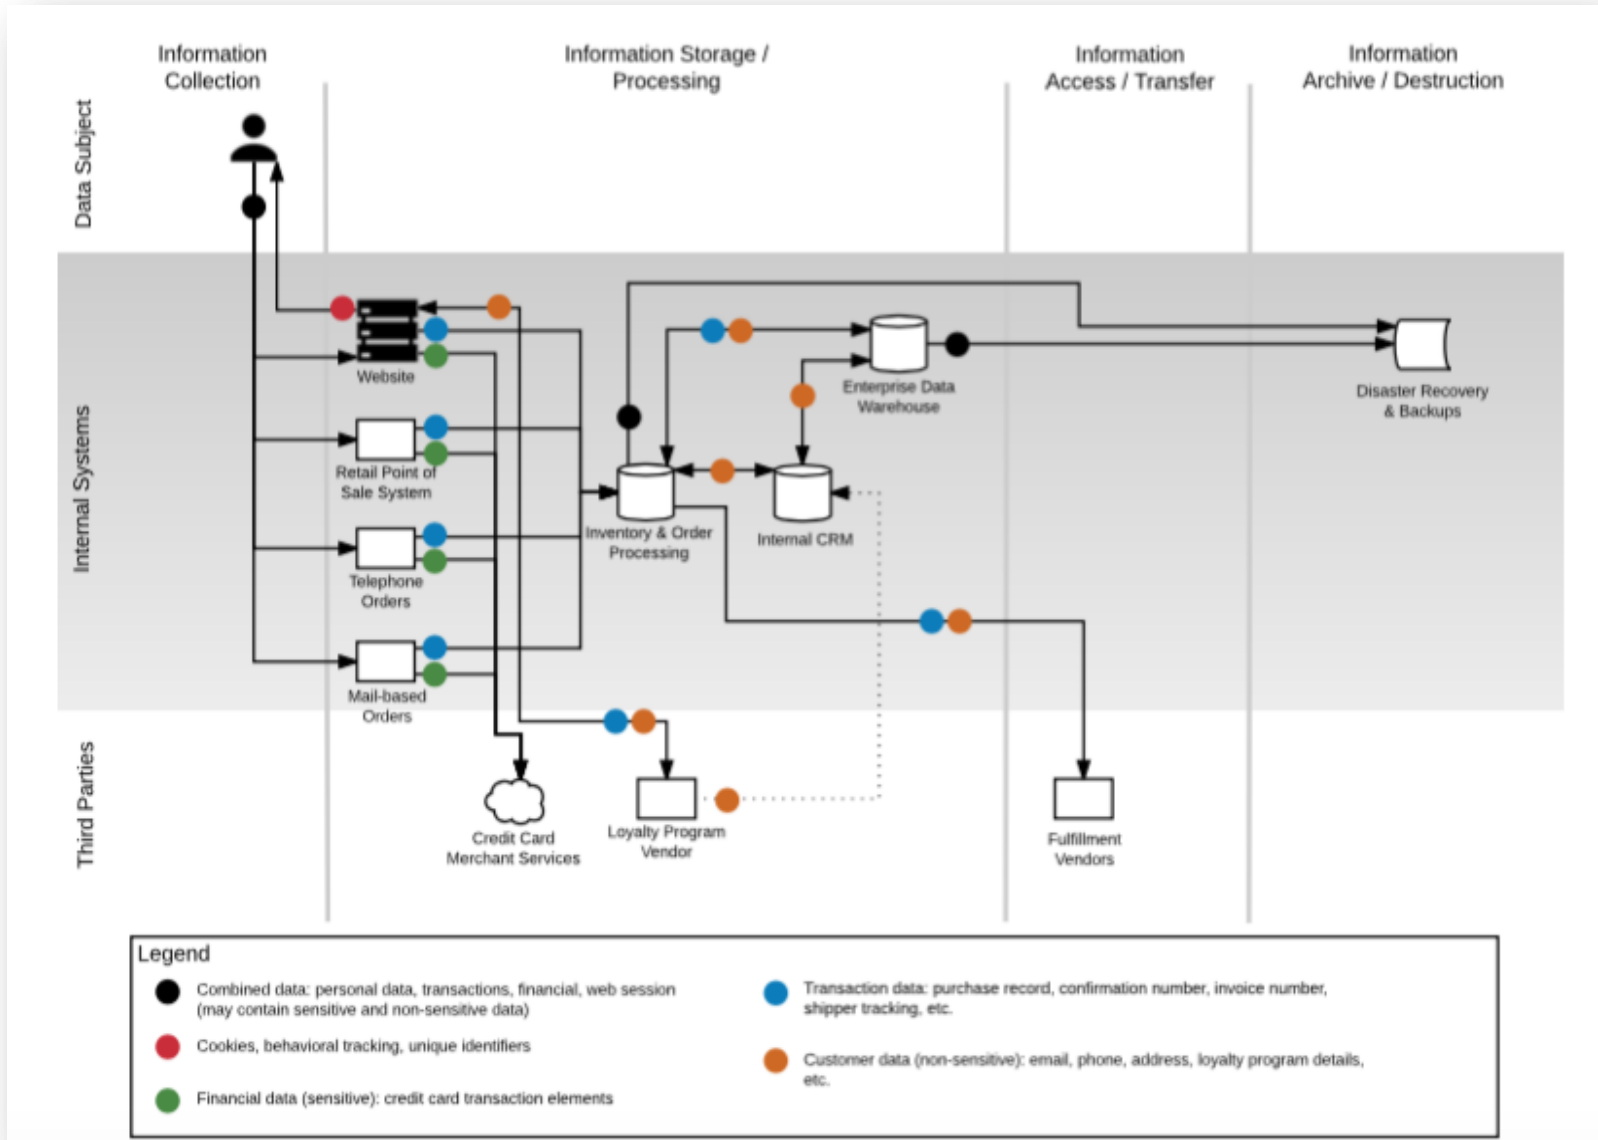 Information
Collection
Information Storage /
Processing
Information
Access / Transfer
Information
Archive / Destruction
Data Subject
Internal Systems
Third Parties
Website
Retail Point of
Sale System
Telephone
Orders
Mail-based
Orders
Inventory & Order
Processing
Internal CRM
Enterprise Data
Warehouse
Disaster Recovery
& Backups
Credit Card
Merchant Services
Loyalty Program
Vendor
Fulfillment
Vendors
Legend
Combined data: personal data, transactions, financial, web session
(may contain sensitive and non-sensitive data)
Cookies, behavioral tracking, unique identifiers
Financial data (sensitive): credit card transaction elements
Transaction data: purchase record, confirmation number, invoice number,
shipper tracking, etc.
Customer data (non-sensitive): email, phone, address, loyalty program details,
etc.